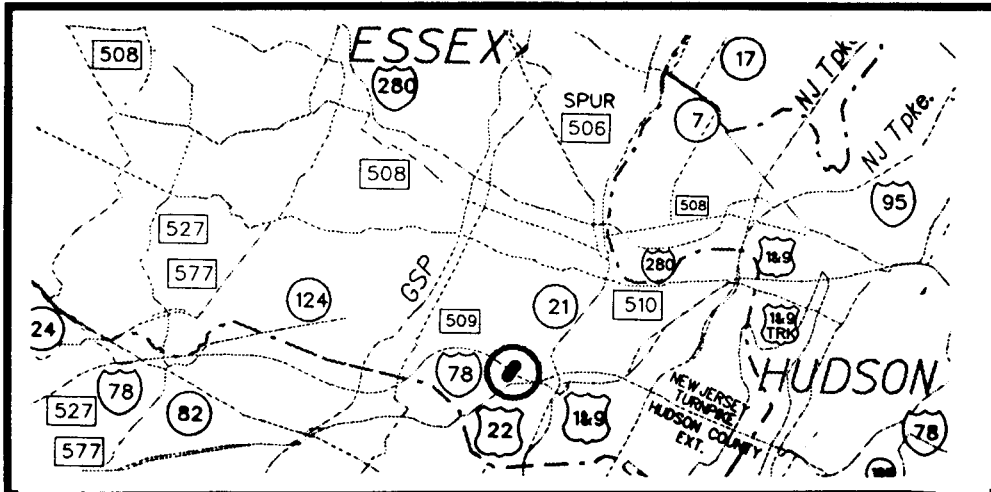 ESSEX
508
280
17
NJ Tpke.
SPUR
506
7
NJ Tpke.
508
508
95
527
280
1&9
577
GSP
124
21
510
24
509
1&9
TRK
78
78
HUDSON
527
82
22
1&9
NEW JERSEY
TURNPIKE
HUDSON COUNTY
EXT.
78
577